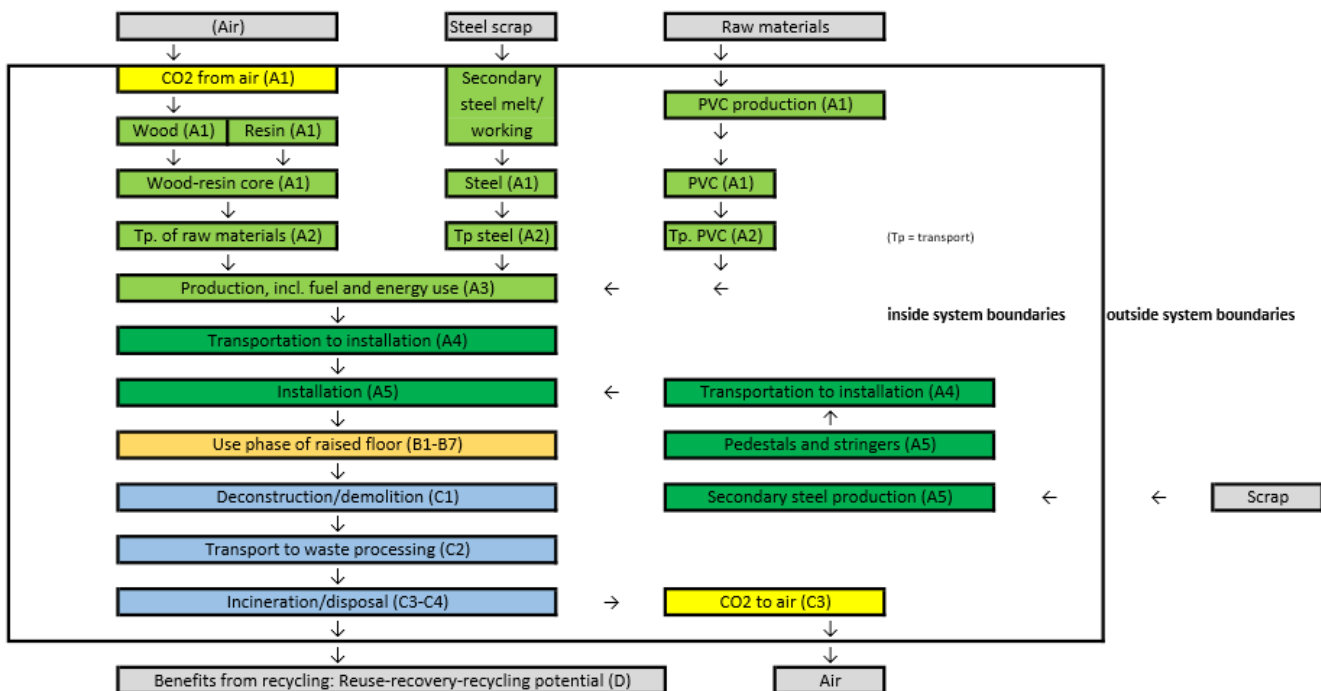 (Air)
Steel scrap
Raw materials
CO2 from air (A1)
Secondary
steel melt/
working
PVC production (A1)
Wood (A1)
Resin (A1)
Wood-resin core (A1)
Steel (A1)
PVC (A1)
Tp. of raw materials (A2)
Tp steel (A2)
Tp. PVC (A2)
(Tp = transport)
Production, incl. fuel and energy use (A3)
inside system boundaries
outside system boundaries
Transportation to installation (A4)
Installation (A5)
Transportation to installation (A4)
Use phase of raised floor (B1-B7)
Pedestals and stringers (A5)
Deconstruction/demolition (C1)
Secondary steel production (A5)
Scrap
Transport to waste processing (C2)
Incineration/disposal (C3-C4)
CO2 to air (C3)
Benefits from recycling: Reuse-recovery-recycling potential (D)
Air